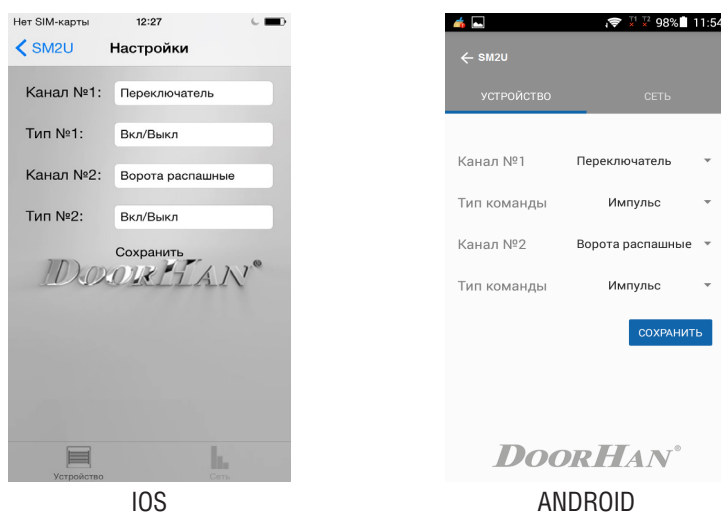 Нет SIM-карты 12:27
SM2U Настройки
Канал №1: Переключатель
Тип №1: Вкл/Выкл
Канал №2: Ворота распашные
Тип №2: Вкл/Выкл
Сохранить
DOORHAN®
Устройство Сеть
IOS
T1 T2 98% 11:54
SM2U
УСТРОЙСТВО СЕТЬ
Канал №1 Переключатель
Тип команды Импульс
Канал №2 Ворота распашные
Тип команды Импульс
СОХРАНИТЬ
DOORHAN®
ANDROID